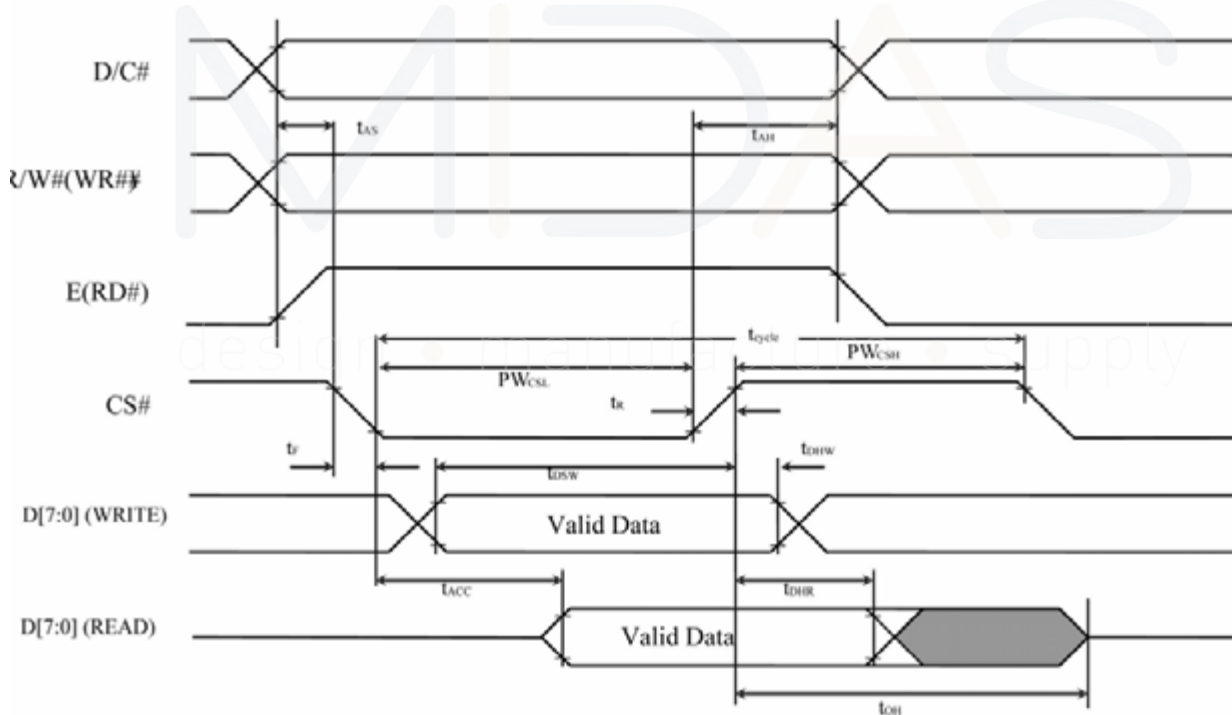 MIDAS
D/C#
tAS
tAH
R/W#(WR#)
E(RD#)
design • manufacture • supply
tcycle
PWCSL
PWCSH
CS#
tR
tF
tDSW
tDHW
D[7:0] (WRITE)
Valid Data
tACC
tDHR
D[7:0] (READ)
Valid Data
tOH